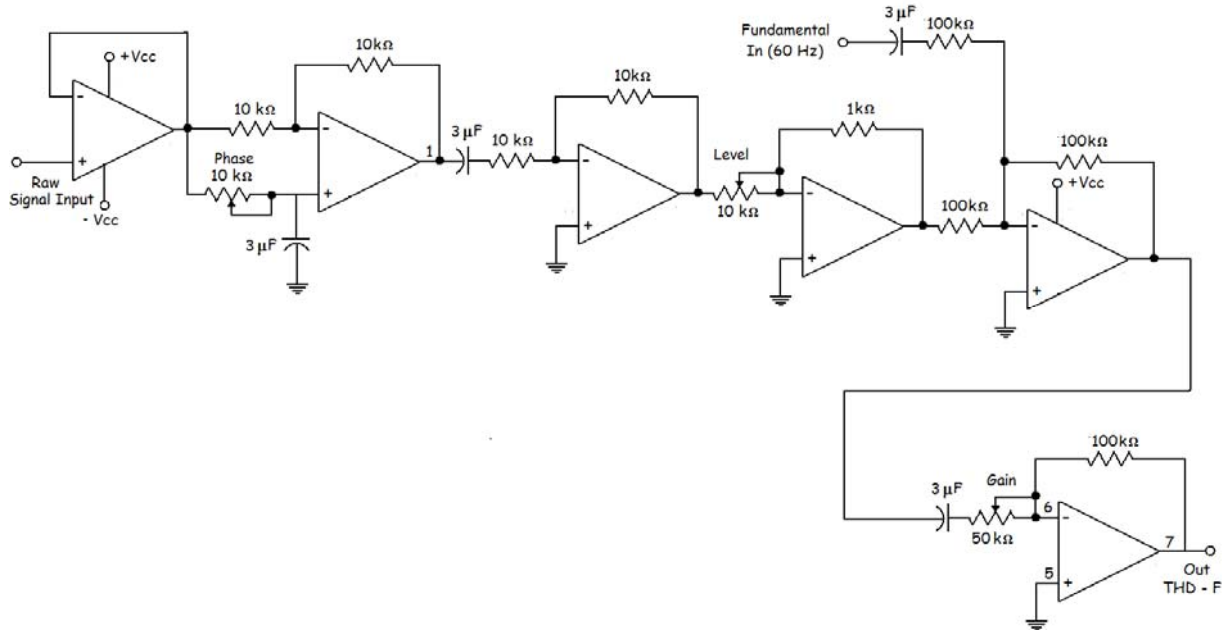 +Vcc
-
+
Raw
Signal Input
- Vcc
10 kΩ
10kΩ
Phase
10 kΩ
3 μF
-
+
1
3 μF
10 kΩ
10kΩ
-
+
Level
10 kΩ
1kΩ
-
+
100kΩ
Fundamental
In (60 Hz)
3 μF
100kΩ
100kΩ
+Vcc
-
+
3 μF
Gain
50kΩ
100kΩ
6
-
5
+
7
Out
THD - F